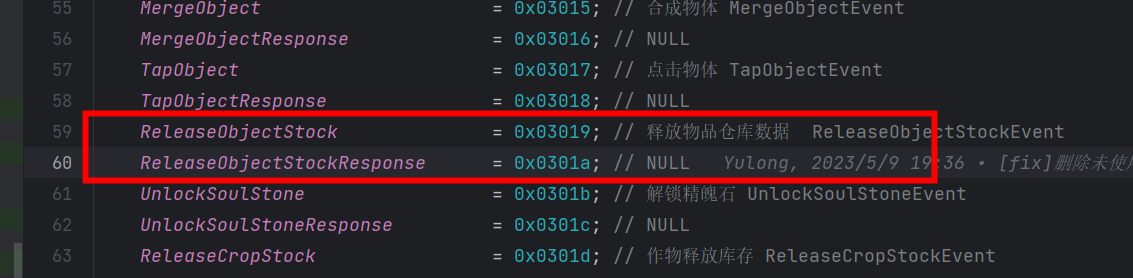 55 MergeObject = 0x03015; // 合成物体 MergeObjectEvent
56 MergeObjectResponse = 0x03016; // NULL
57 TapObject = 0x03017; // 点击物体 TapObjectEvent
58 TapObjectResponse = 0x03018; // NULL
59 ReleaseObjectStock = 0x03019; // 释放物品仓库数据 ReleaseObjectStockEvent
60 ReleaseObjectStockResponse = 0x0301a; // NULL Yulong, 2023/5/9 19:36 • [fix]删除未使用
61 UnlockSoulStone = 0x0301b; // 解锁精魄石 UnlockSoulStoneEvent
62 UnlockSoulStoneResponse = 0x0301c; // NULL
63 ReleaseCropStock = 0x0301d; // 作物释放库存 ReleaseCropStockEvent